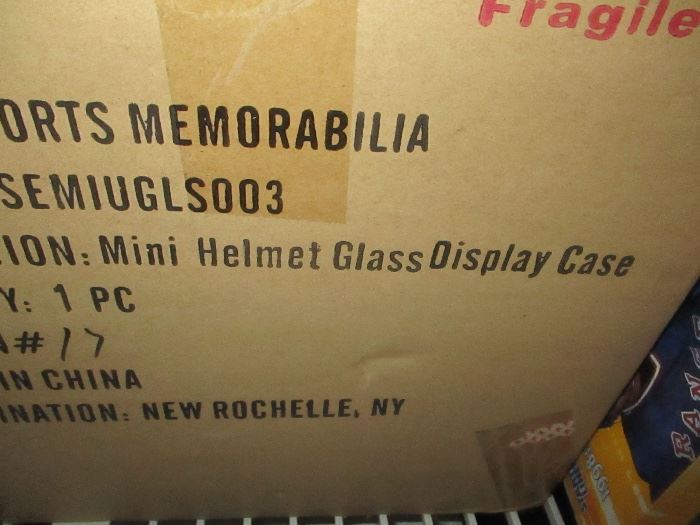 Fragile
ORTS MEMORABILIA
SEMIUGLS003
ION: Mini Helmet Glass Display Case
Y: 1 PC
#17
IN CHINA
INATION: NEW ROCHELLE, NY